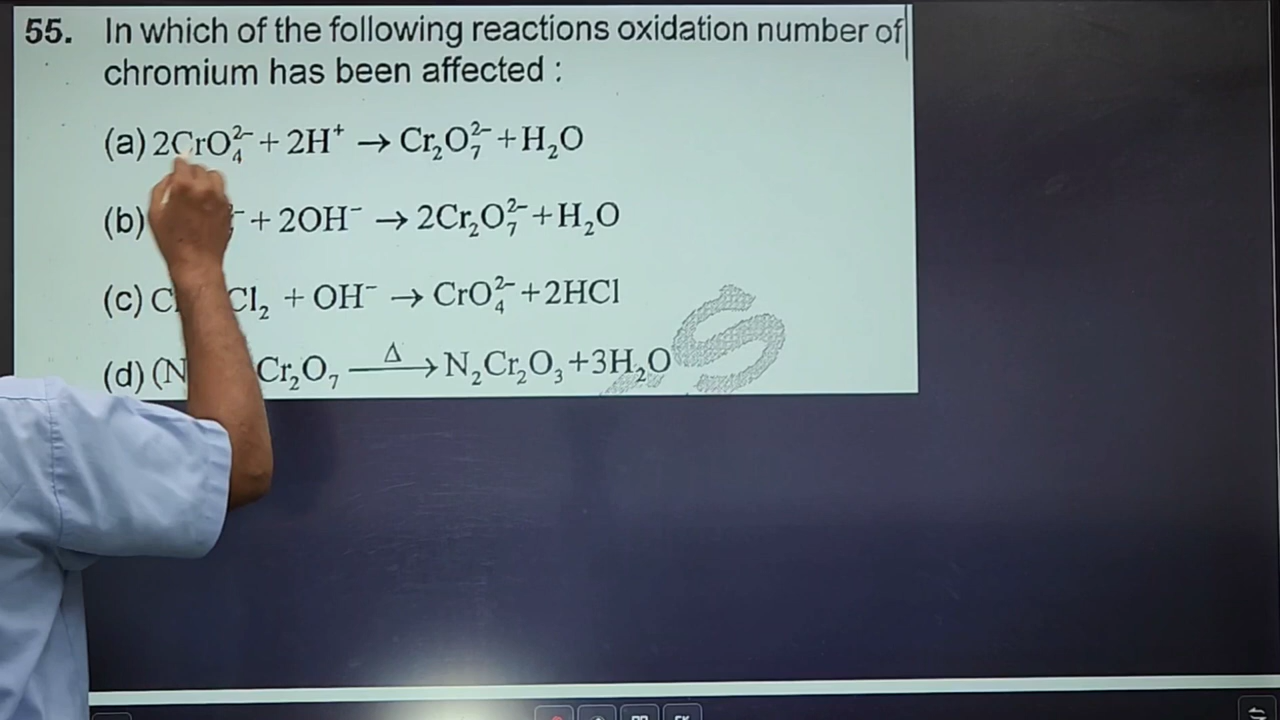 55. In which of the following reactions oxidation number of
chromium has been affected :
(a) 2CrO₄²⁻ + 2H⁺ → Cr₂O₇²⁻ + H₂O
(b) + 2OH⁻ → 2Cr₂O₇²⁻ + H₂O
(c) Cl₂ + OH⁻ → CrO₄²⁻ + 2HCl
(d) (N Cr₂O₇ —Δ→ N₂Cr₂O₃ + 3H₂O